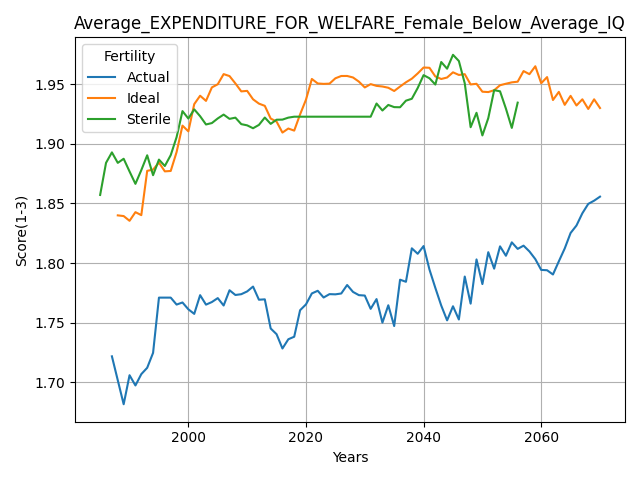 Average_EXPENDITURE_FOR_WELFARE_Female_Below_Average_IQ
Fertility
Actual
Ideal
Sterile
Score(1-3)
1.95
1.90
1.85
1.80
1.75
1.70
2000 2020 2040 2060
Years